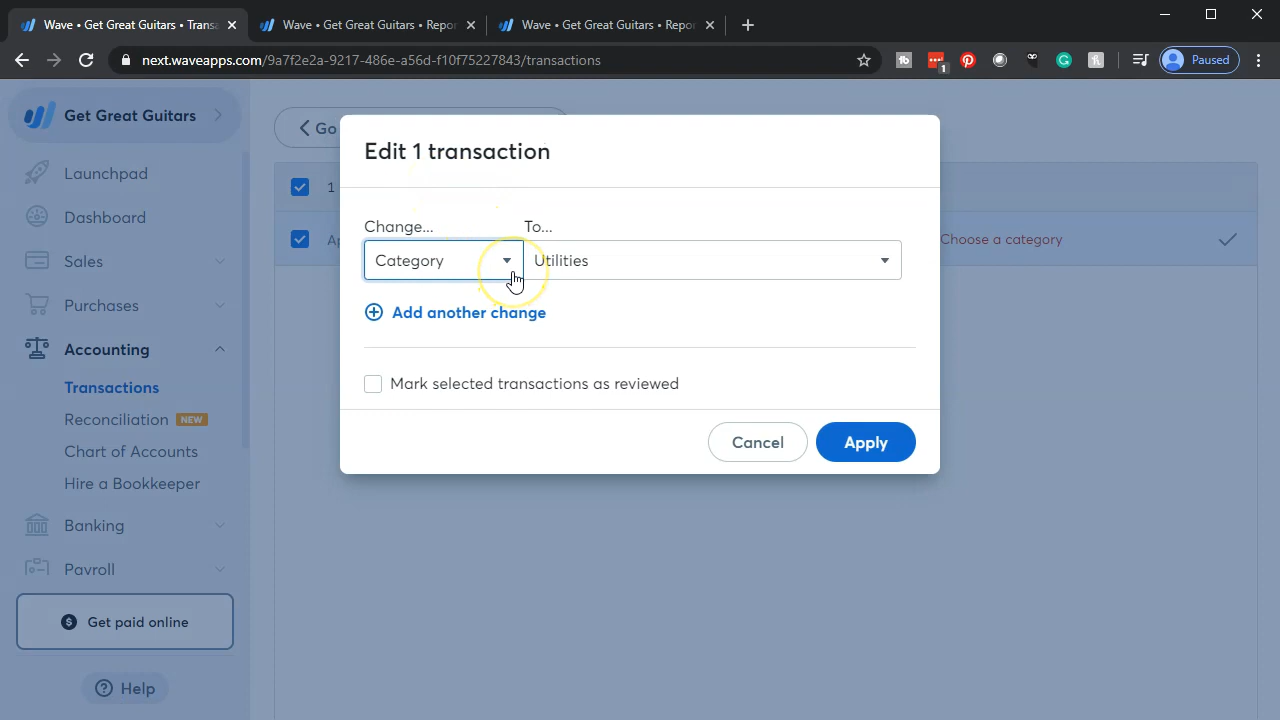 Wave • Get Great Guitars • Transa
Wave • Get Great Guitars • Repor
Wave • Get Great Guitars • Repor
next.waveapps.com/9a7f2e2a-9217-486e-a56d-f10f75227843/transactions
1
Paused
Get Great Guitars
Launchpad
Dashboard
Sales
Purchases
Accounting
Transactions
Reconciliation NEW
Chart of Accounts
Hire a Bookkeeper
Banking
Payroll
Get paid online
Help
Go
1
Ap
Choose a category
Edit 1 transaction
Change... To...
Category Utilities
Add another change
Mark selected transactions as reviewed
Cancel Apply